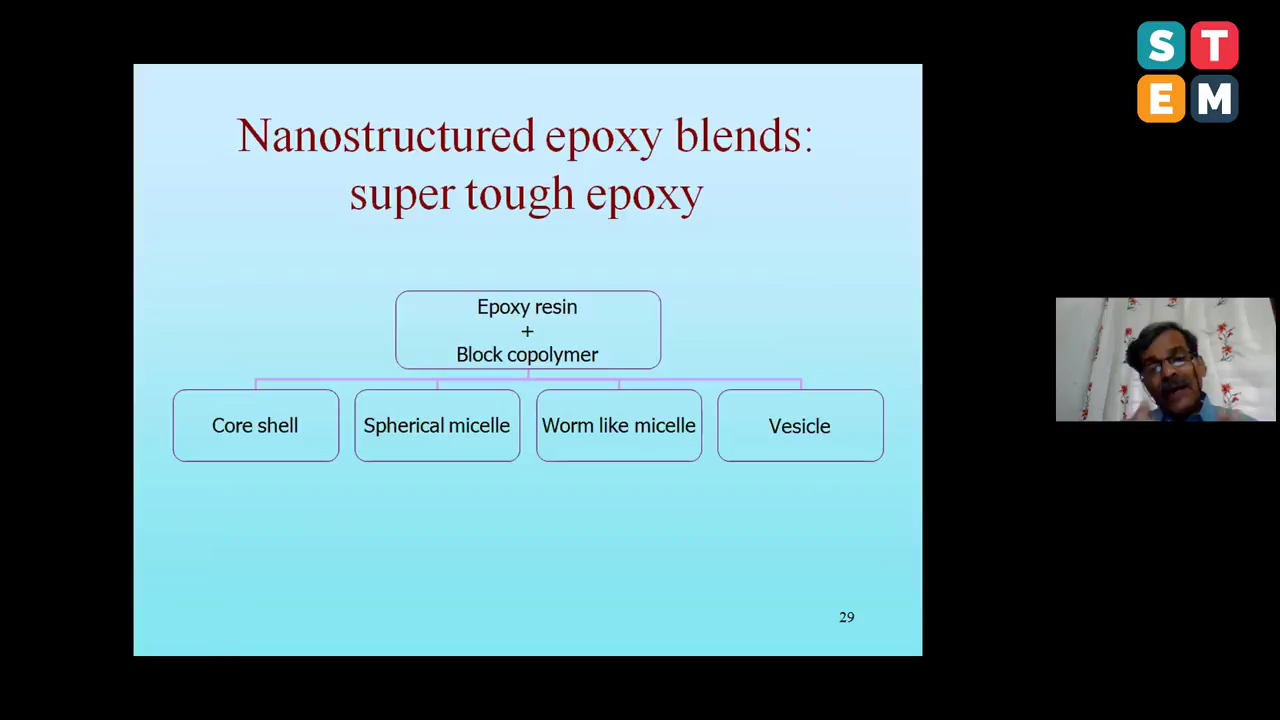 Nanostructured epoxy blends:
super tough epoxy
Epoxy resin
+
Block copolymer
Core shell
Spherical micelle
Worm like micelle
Vesicle
29
S T
E M